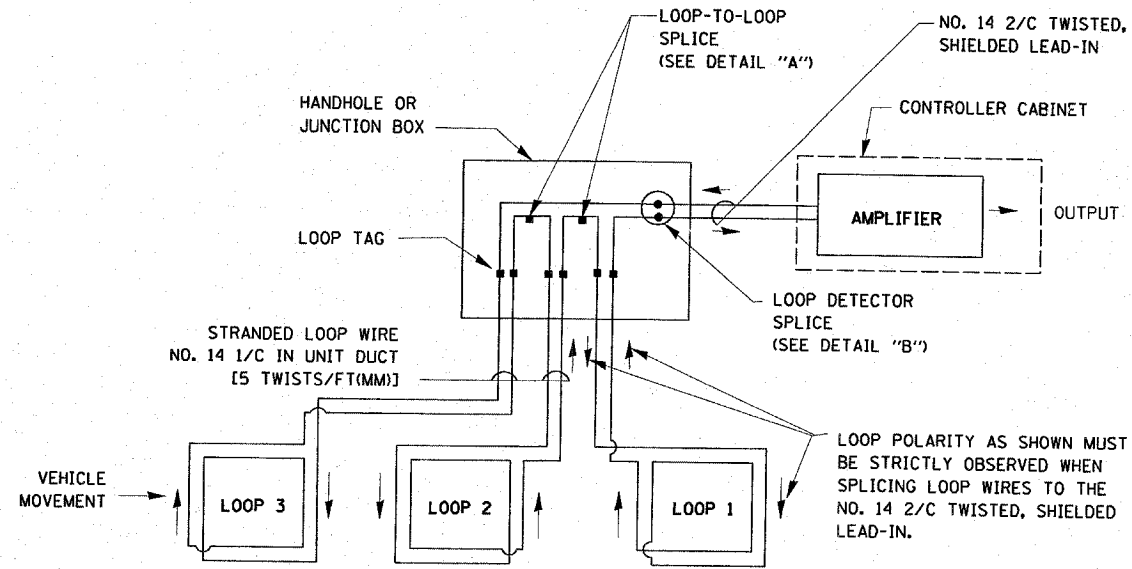 LOOP-TO-LOOP
SPLICE
(SEE DETAIL "A")
NO. 14 2/C TWISTED,
SHIELDED LEAD-IN
HANDHOLE OR
JUNCTION BOX
CONTROLLER CABINET
AMPLIFIER
OUTPUT
LOOP TAG
LOOP DETECTOR
SPLICE
(SEE DETAIL "B")
STRANDED LOOP WIRE
NO. 14 1/C IN UNIT DUCT
[5 TWISTS/FT(MM)]
LOOP POLARITY AS SHOWN MUST
BE STRICTLY OBSERVED WHEN
SPLICING LOOP WIRES TO THE
NO. 14 2/C TWISTED, SHIELDED
LEAD-IN.
VEHICLE
MOVEMENT
LOOP 3
LOOP 2
LOOP 1